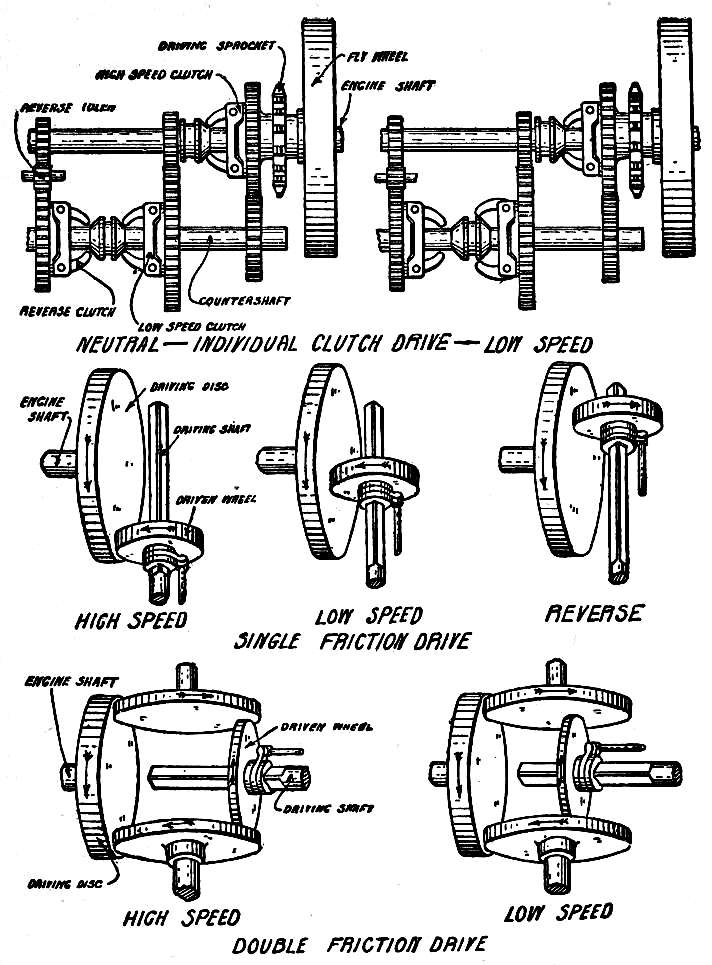 DRIVING SPROCKET
FLY WHEEL
HIGH SPEED CLUTCH
ENGINE SHAFT
REVERSE IDLER
REVERSE CLUTCH
COUNTERSHAFT
LOW SPEED CLUTCH
NEUTRAL — INDIVIDUAL CLUTCH DRIVE — LOW SPEED
DRIVING DISC
ENGINE
SHAFT
DRIVING SHAFT
DRIVEN WHEEL
HIGH SPEED
LOW SPEED
REVERSE
SINGLE FRICTION DRIVE
ENGINE SHAFT
DRIVEN WHEEL
DRIVING SHAFT
DRIVING DISC
HIGH SPEED
LOW SPEED
DOUBLE FRICTION DRIVE